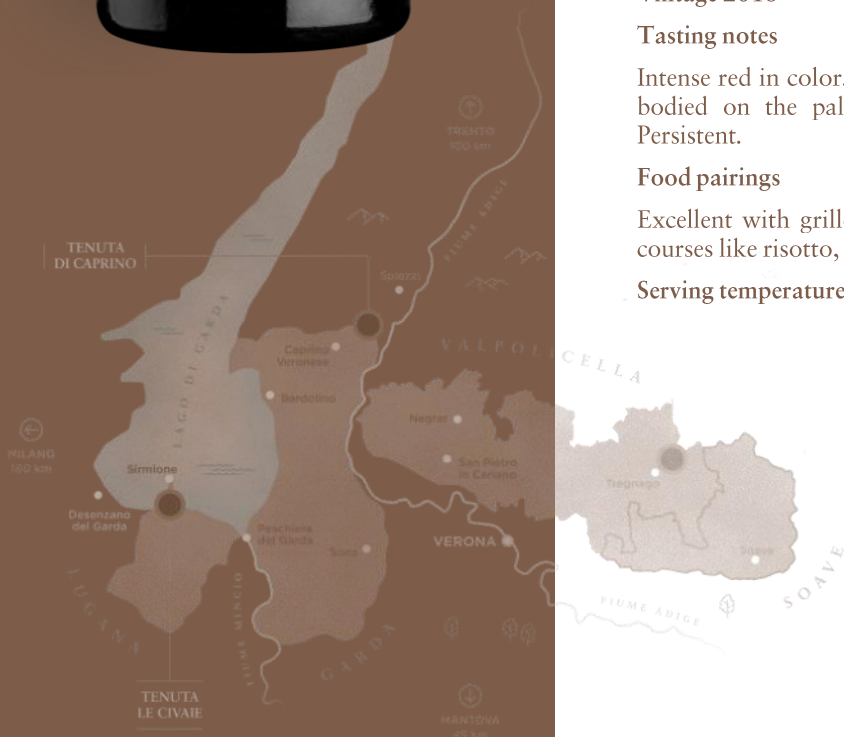 Tasting notes
Intense red in color.
bodied on the pal
Persistent.
Food pairings
Excellent with grill
courses like risotto,
Serving temperature
TRENTO
100 km
FIUME ADIGE
TENUTA
DI CAPRINO
Spiazzi
LAGO DI GARDA
VALPOLICELLA
Caprino
Veronese
Bardolino
Negrar
MILANO
160 km
San Pietro
in Cariano
Sirmione
Tregnago
Desenzano
del Garda
Peschiera
del Garda
VERONA
Sona
Soave
SOAVE
LUGANA
FIUME MINCIO
FIUME ADIGE
GARDA
TENUTA
LE CIVAIE
MANTOVA